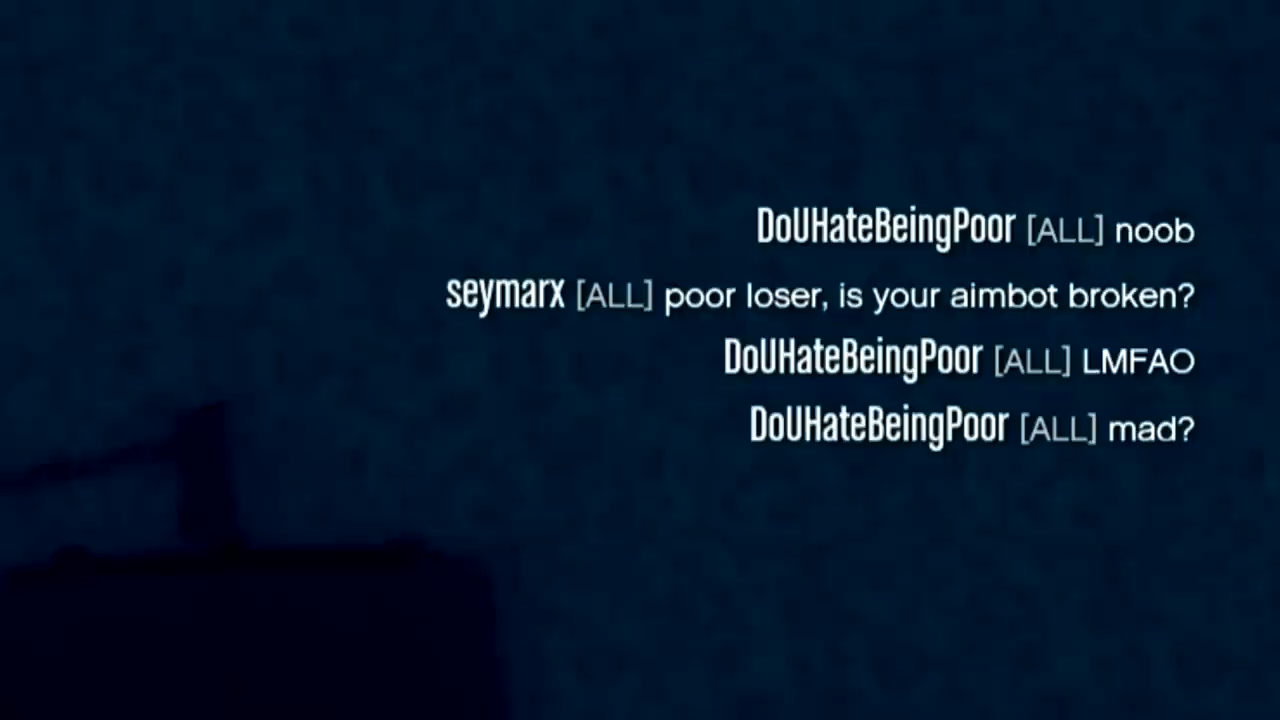 DoUHateBeingPoor [ALL] noob
seymarx [ALL] poor loser, is your aimbot broken?
DoUHateBeingPoor [ALL] LMFAO
DoUHateBeingPoor [ALL] mad?